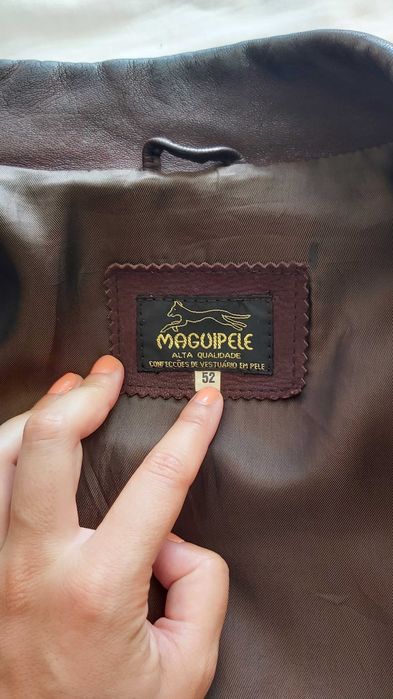 MAGUIPELE
ALTA QUALIDADE
CONFECÇÕES DE VESTUÁRIO EM PELE
52